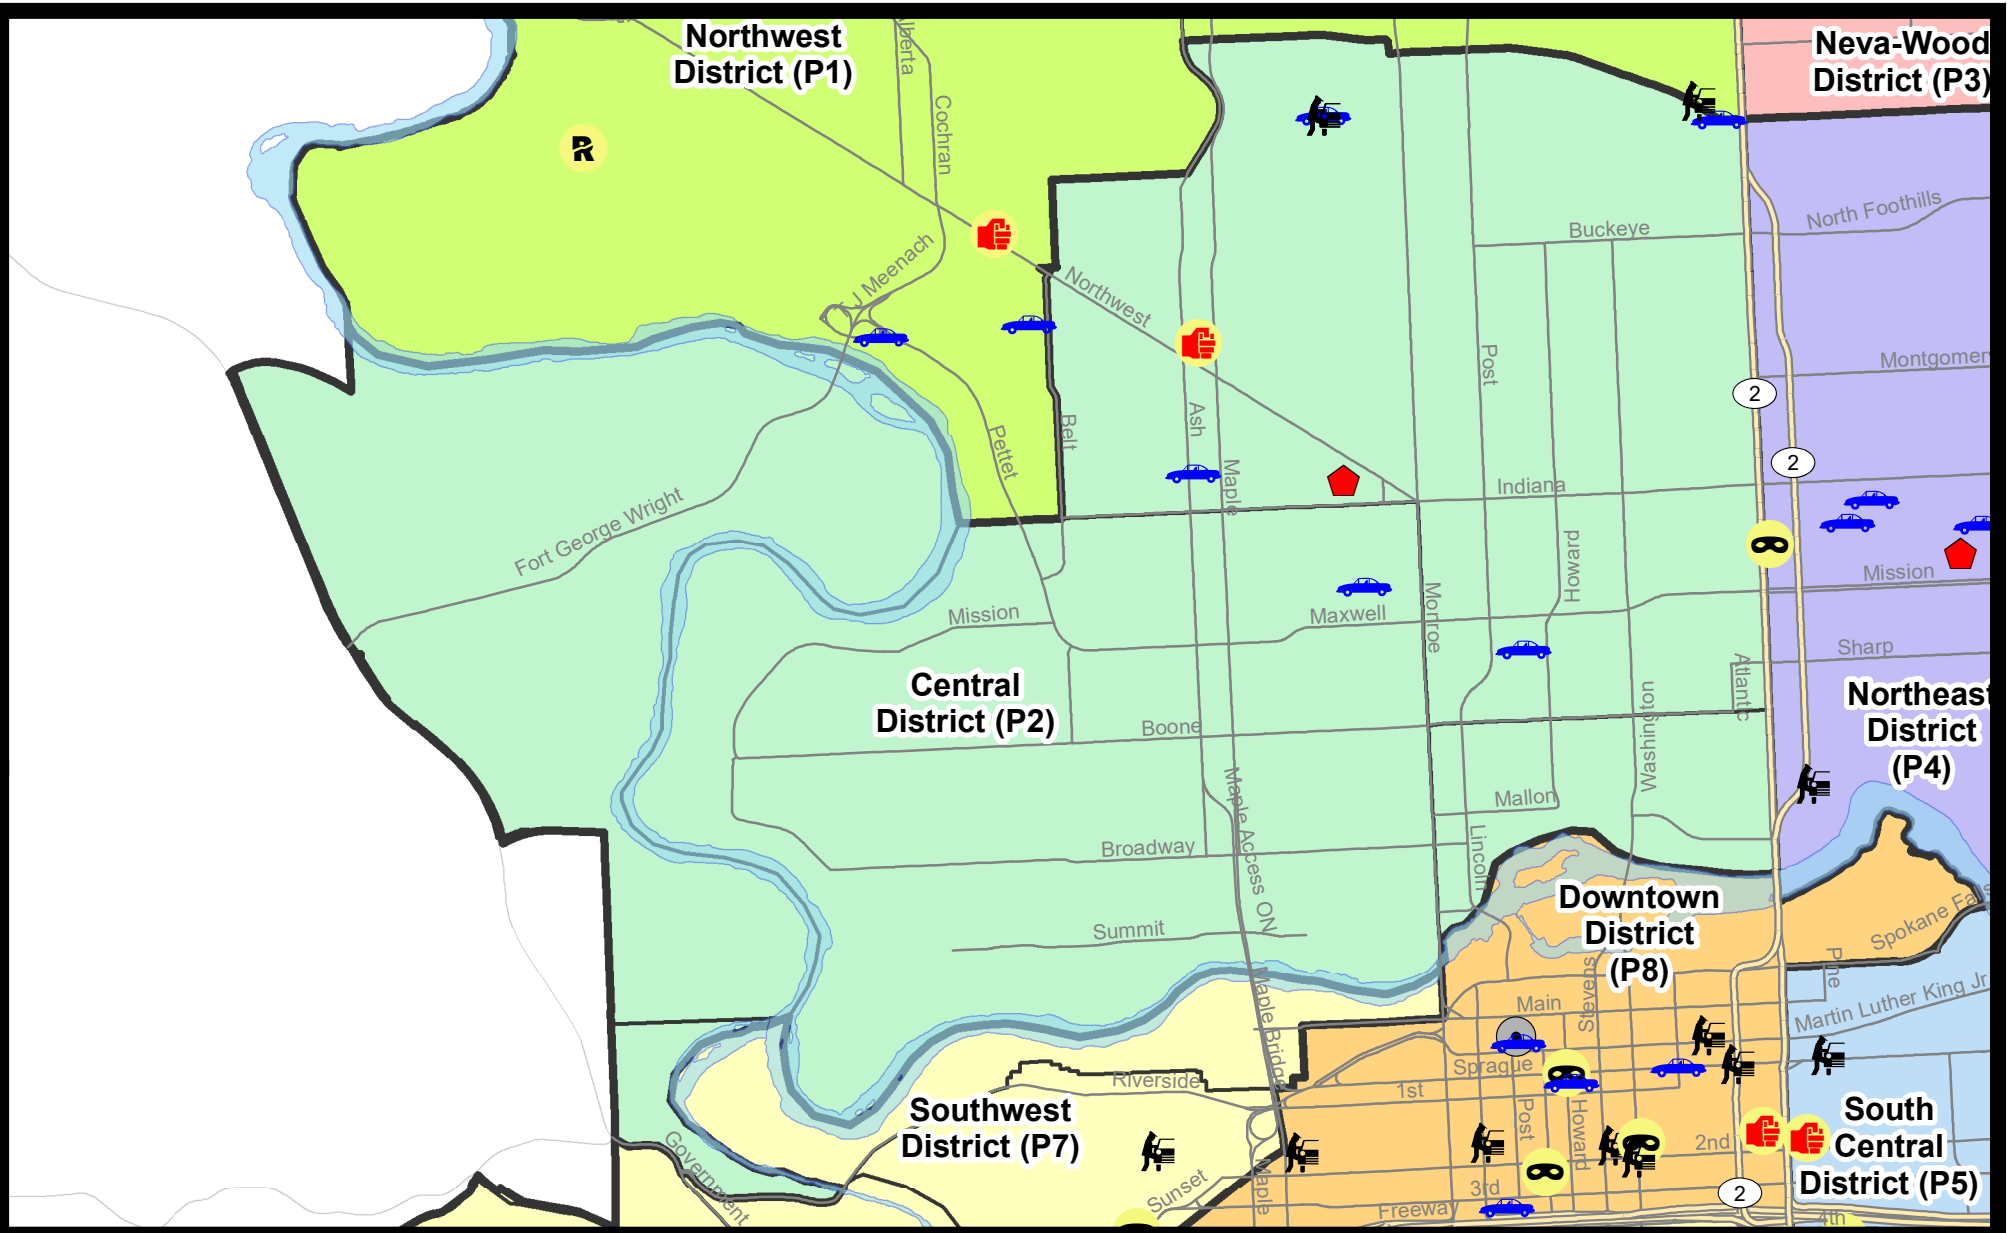 Northwest
District (P1)
Neva-Wood
District (P3)
Cochran
North Foothills
Buckeye
T J Meenach
Northwest
Post
Belt
Ash
Maple
Pettet
2
2
Indiana
Fort George Wright
Howard
Mission
Mission
Maxwell
Monroe
Sharp
Atlantic
Central
District (P2)
Northeast
District
(P4)
Washington
Boone
Maple Access ON
Mallon
Broadway
Lincoln
Downtown
District
(P8)
Summit
Stevens
Pine
Main
Martin Luther King Jr
Maple Bridge
Sprague
Riverside
1st
Post
Howard
Southwest
District (P7)
South
Central
District (P5)
2nd
Government
Sunset
Maple
3rd
2
Freeway
4th